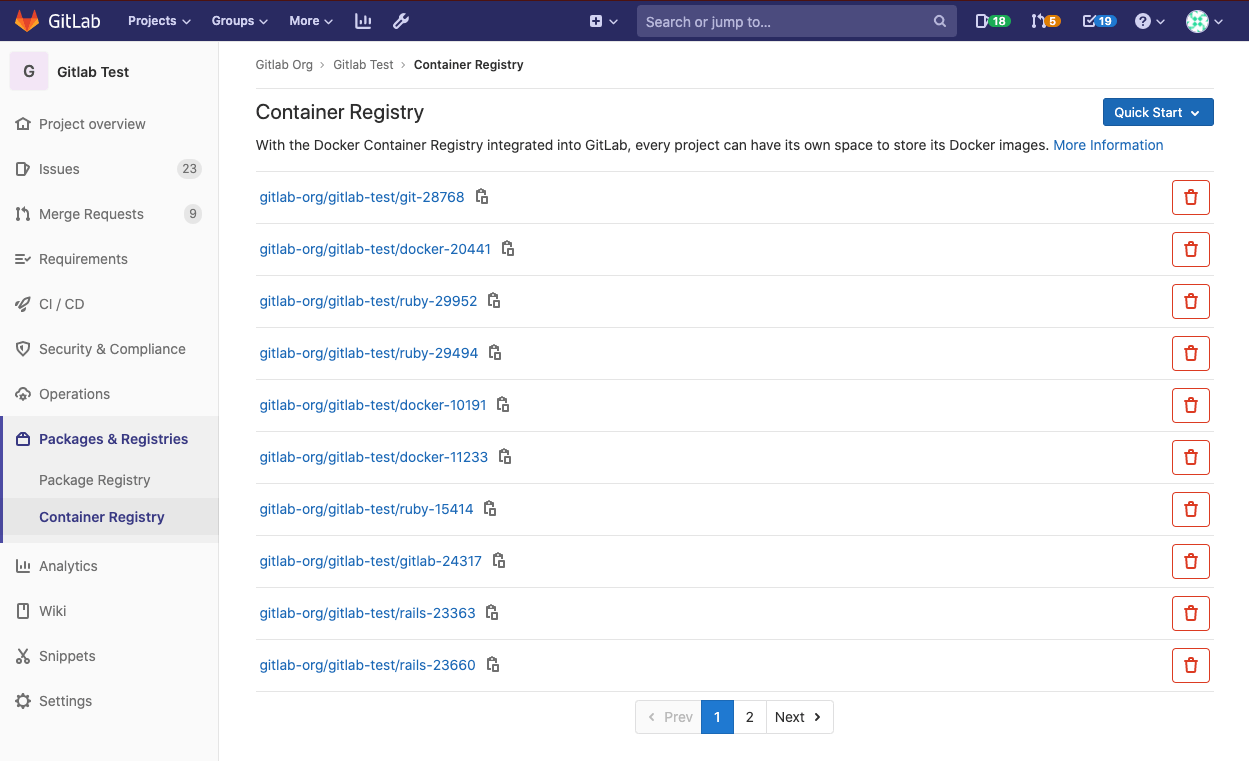 GitLab Projects Groups More Search or jump to... 18 5 19
G Gitlab Test
Project overview
Issues 23
Merge Requests 9
Requirements
CI / CD
Security & Compliance
Operations
Packages & Registries
Package Registry
Container Registry
Analytics
Wiki
Snippets
Settings
Gitlab Org › Gitlab Test › Container Registry
Container Registry
Quick Start
With the Docker Container Registry integrated into GitLab, every project can have its own space to store its Docker images. More Information
gitlab-org/gitlab-test/git-28768
gitlab-org/gitlab-test/docker-20441
gitlab-org/gitlab-test/ruby-29952
gitlab-org/gitlab-test/ruby-29494
gitlab-org/gitlab-test/docker-10191
gitlab-org/gitlab-test/docker-11233
gitlab-org/gitlab-test/ruby-15414
gitlab-org/gitlab-test/gitlab-24317
gitlab-org/gitlab-test/rails-23363
gitlab-org/gitlab-test/rails-23660
Prev 1 2 Next